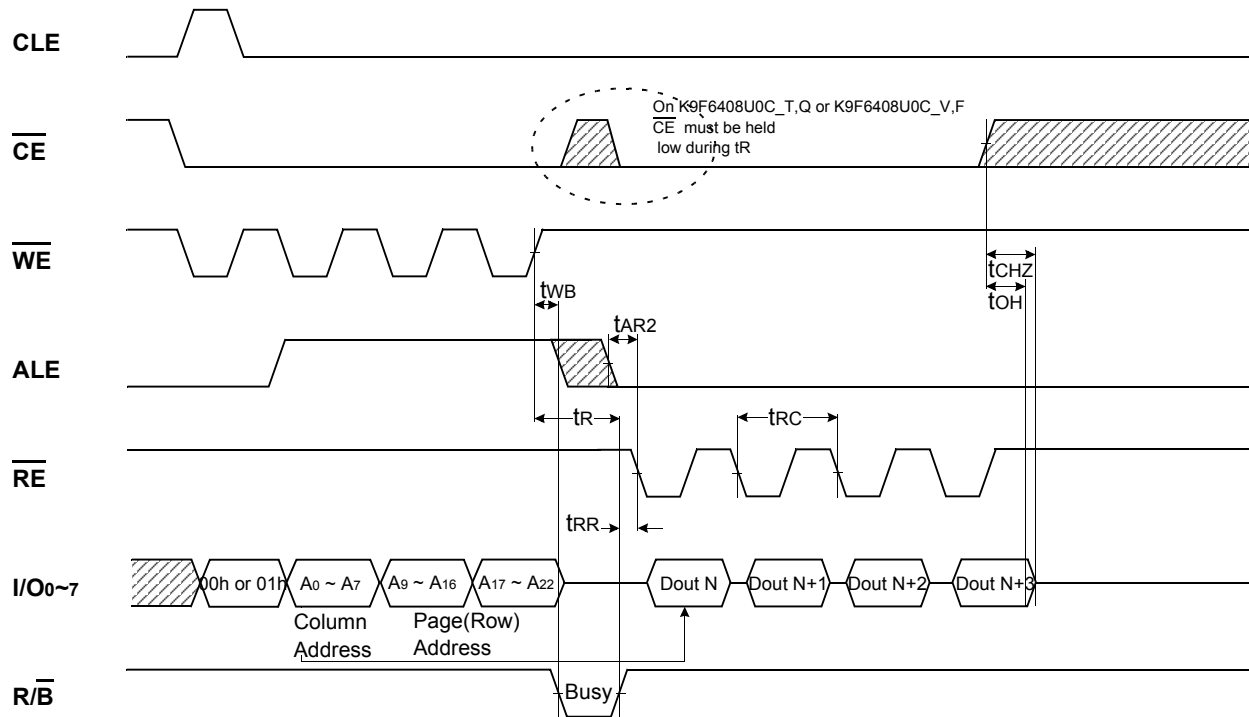 CLE
On K9F6408U0C_T,Q or K9F6408U0C_V,F
CE must be held
low during tR
CE
WE
tCHZ
tOH
tWB
tAR2
ALE
tR
tRC
RE
tRR
I/O0~7
00h or 01h
A0 ~ A7
A9 ~ A16
A17 ~ A22
Dout N
Dout N+1
Dout N+2
Dout N+3
Column
Address
Page(Row)
Address
R/B
Busy